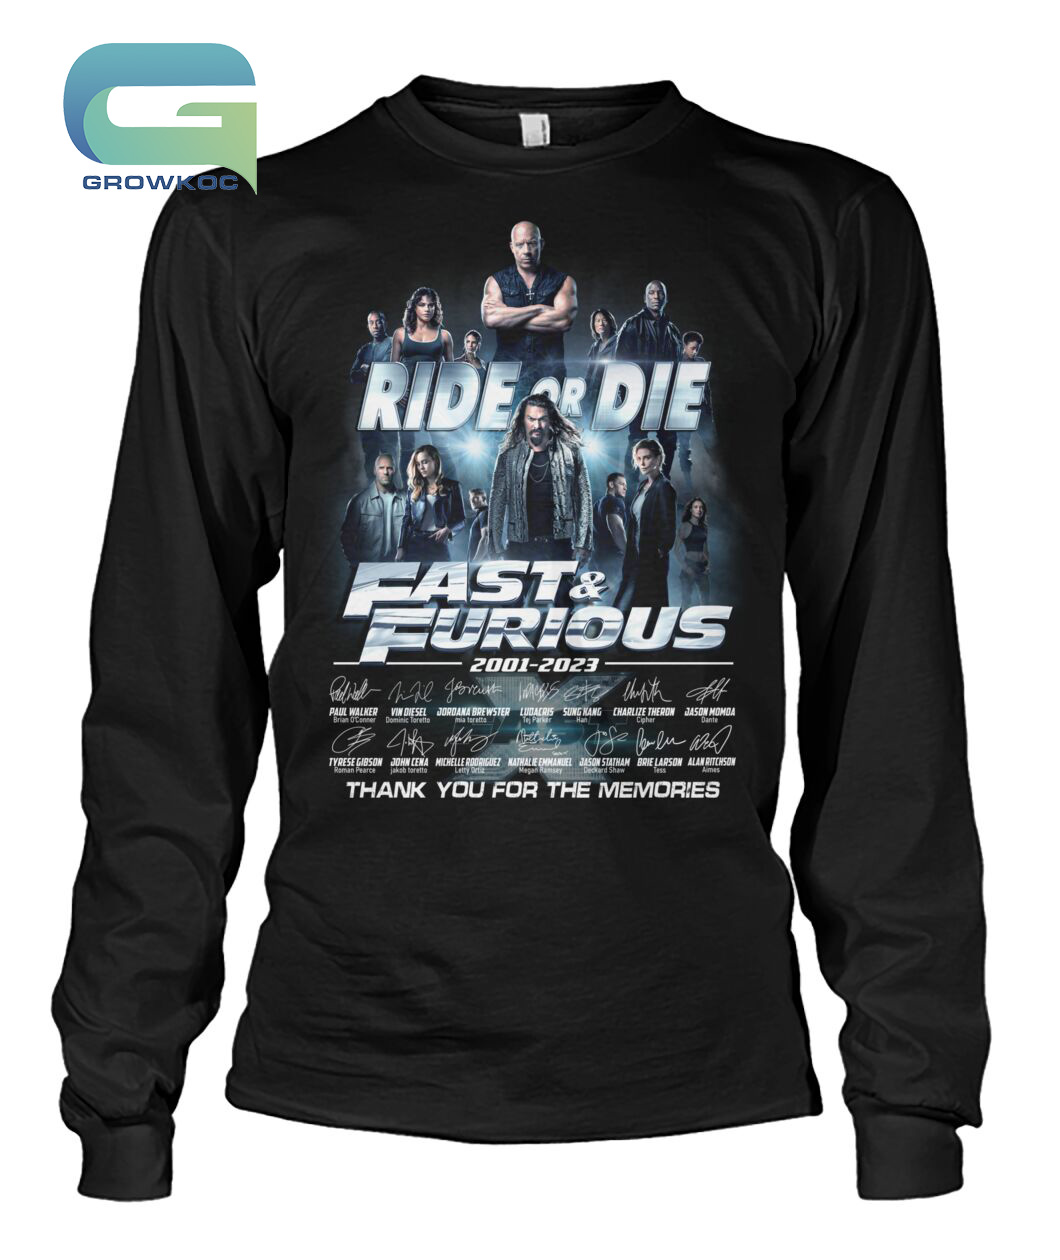 GROWKOC
RIDE OR DIE
FAST &
FURIOUS
2001-2023
PAUL WALKER VIN DIESEL JORDANA BREWSTER LUDACRIS SUNG KANG CHARLIZE THERON JASON MOMOA
Brian O'Conner Dominic Toretto mia toretto Tej Parker Han Cipher Dante
TYRESE GIBSON JOHN CENA MICHELLE RODRIGUEZ NATHALIE EMMANUEL JASON STATHAM BRIE LARSON ALAN RITCHSON
Roman Pearce jakob toretto Letty Ortiz Megan Ramsey Deckard Shaw Tess Aimes
THANK YOU FOR THE MEMORIES